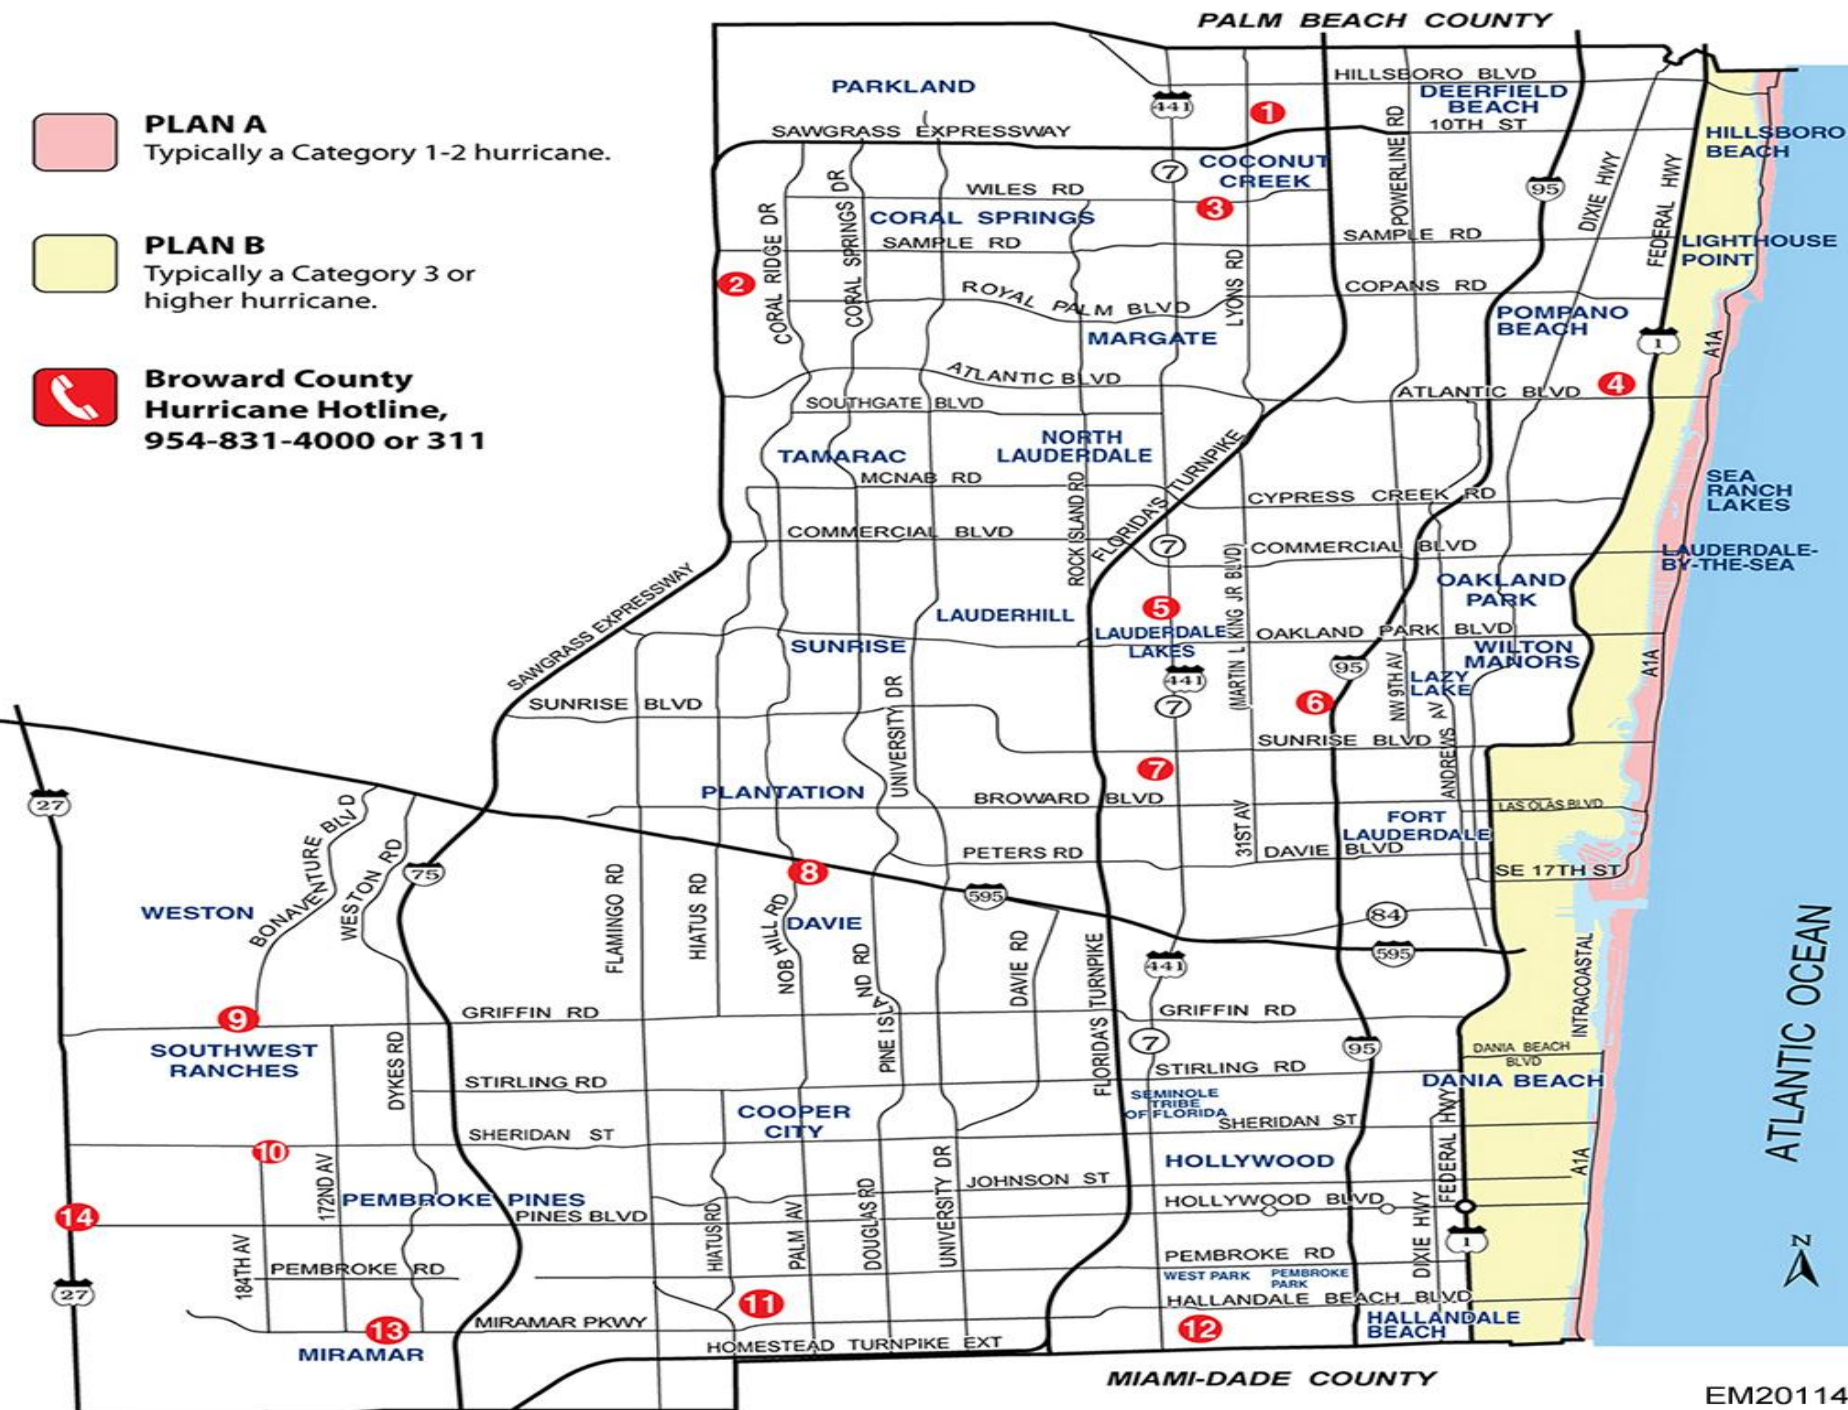 PALM BEACH COUNTY
PLAN A
Typically a Category 1-2 hurricane.
PLAN B
Typically a Category 3 or
higher hurricane.
Broward County
Hurricane Hotline,
954-831-4000 or 311
HILLSBORO BLVD
PARKLAND
DEERFIELD
BEACH
441
1
10TH ST
SAWGRASS EXPRESSWAY
HILLSBORO
BEACH
COCONUT
CREEK
7
POWERLINE RD
95
DIXIE HWY
FEDERAL HWY
WILES RD
3
CORAL SPRINGS
SAMPLE RD
SAMPLE RD
LIGHTHOUSE
POINT
CORAL RIDGE DR
CORAL SPRINGS DR
2
LYONS RD
COPANS RD
ROYAL PALM BLVD
POMPANO
BEACH
MARGATE
1
A1A
ATLANTIC BLVD
4
ATLANTIC BLVD
SOUTHGATE BLVD
NORTH
LAUDERDALE
TAMARAC
MCNAB RD
SEA
RANCH
LAKES
CYPRESS CREEK RD
ROCK ISLAND RD
FLORIDA'S TURNPIKE
COMMERCIAL BLVD
7
COMMERCIAL BLVD
LAUDERDALE-
BY-THE-SEA
OAKLAND
PARK
(MARTIN L KING JR BLVD)
SAWGRASS EXPRESSWAY
5
LAUDERHILL
LAUDERDALE
LAKES
OAKLAND PARK BLVD
SUNRISE
WILTON
MANORS
95
A1A
441
LAZY
LAKE
NW 9TH AV
6
7
SUNRISE BLVD
UNIVERSITY DR
SUNRISE BLVD
ANDREWS AV
7
PLANTATION
BROWARD BLVD
LAS OLAS BLVD
27
BONAVENTURE BLVD
WESTON RD
FORT
LAUDERDALE
31ST AV
DAVIE BLVD
PETERS RD
75
8
SE 17TH ST
595
WESTON
FLAMINGO RD
HIATUS RD
NOB HILL RD
DAVIE
84
595
441
PINE ISLAND RD
DAVIE RD
FLORIDA'S TURNPIKE
INTRACOASTAL
ATLANTIC OCEAN
9
GRIFFIN RD
GRIFFIN RD
7
95
DANIA BEACH
BLVD
SOUTHWEST
RANCHES
DYKES RD
STIRLING RD
STIRLING RD
DANIA BEACH
SEMINOLE
TRIBE
OF FLORIDA
COOPER
CITY
SHERIDAN ST
SHERIDAN ST
10
HOLLYWOOD
FEDERAL HWY
A1A
172ND AV
JOHNSON ST
PEMBROKE PINES
HOLLYWOOD BLVD
14
PINES BLVD
184TH AV
HIATUS RD
PALM AV
DOUGLAS RD
UNIVERSITY DR
DIXIE HWY
1
PEMBROKE RD
PEMBROKE RD
WEST PARK
PEMBROKE
PARK
N
27
11
HALLANDALE BEACH BLVD
13
MIRAMAR PKWY
12
HALLANDALE
BEACH
MIRAMAR
HOMESTEAD TURNPIKE EXT
MIAMI-DADE COUNTY
EM20114